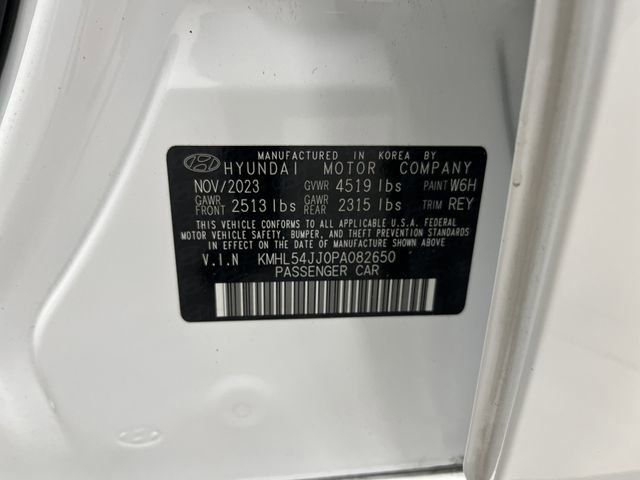 MANUFACTURED IN KOREA BY
HYUNDAI MOTOR COMPANY
NOV/2023 GVWR 4519 lbs PAINT W6H
GAWR FRONT 2513 lbs GAWR REAR 2315 lbs TRIM REY
THIS VEHICLE CONFORMS TO ALL APPLICABLE U.S.A. FEDERAL
MOTOR VEHICLE SAFETY, BUMPER, AND THEFT PREVENTION STANDARDS
IN EFFECT ON THE DATE OF MANUFACTURE SHOWN ABOVE.
V.I.N KMHL54JJ0PA082650
PASSENGER CAR